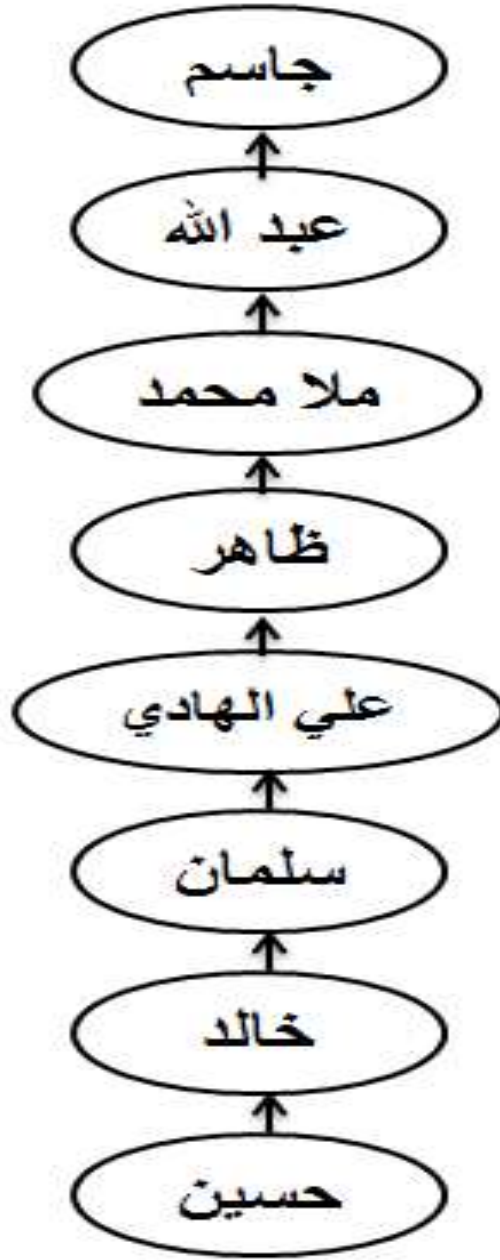 جاسم
عبد الله
ملا محمد
ظاهر
علي الهادي
سلمان
خالد
حسين